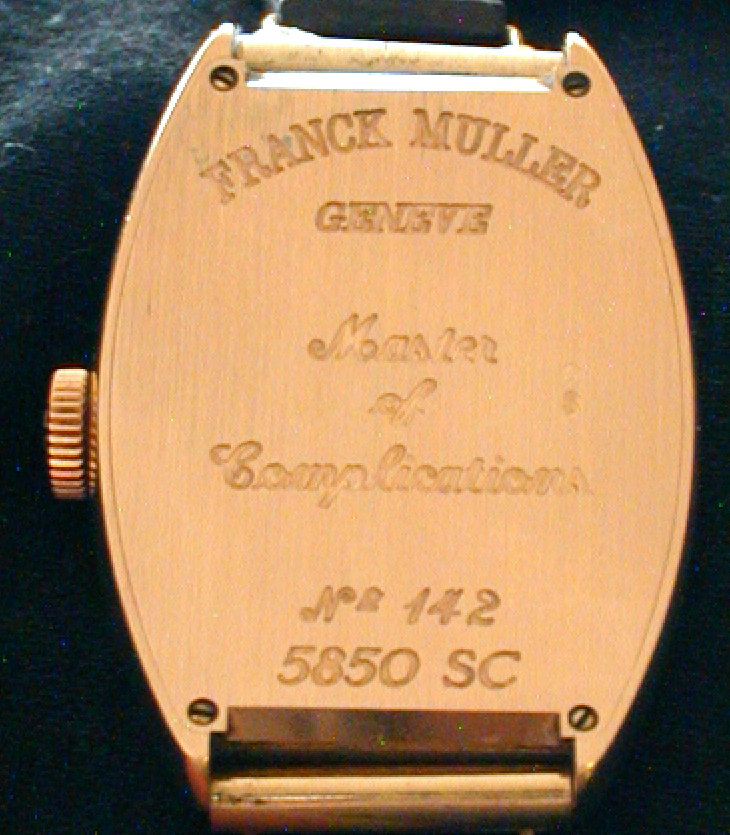 FRANCK MULLER
GENEVE
Master
of
Complications
Nº 142
5850 SC